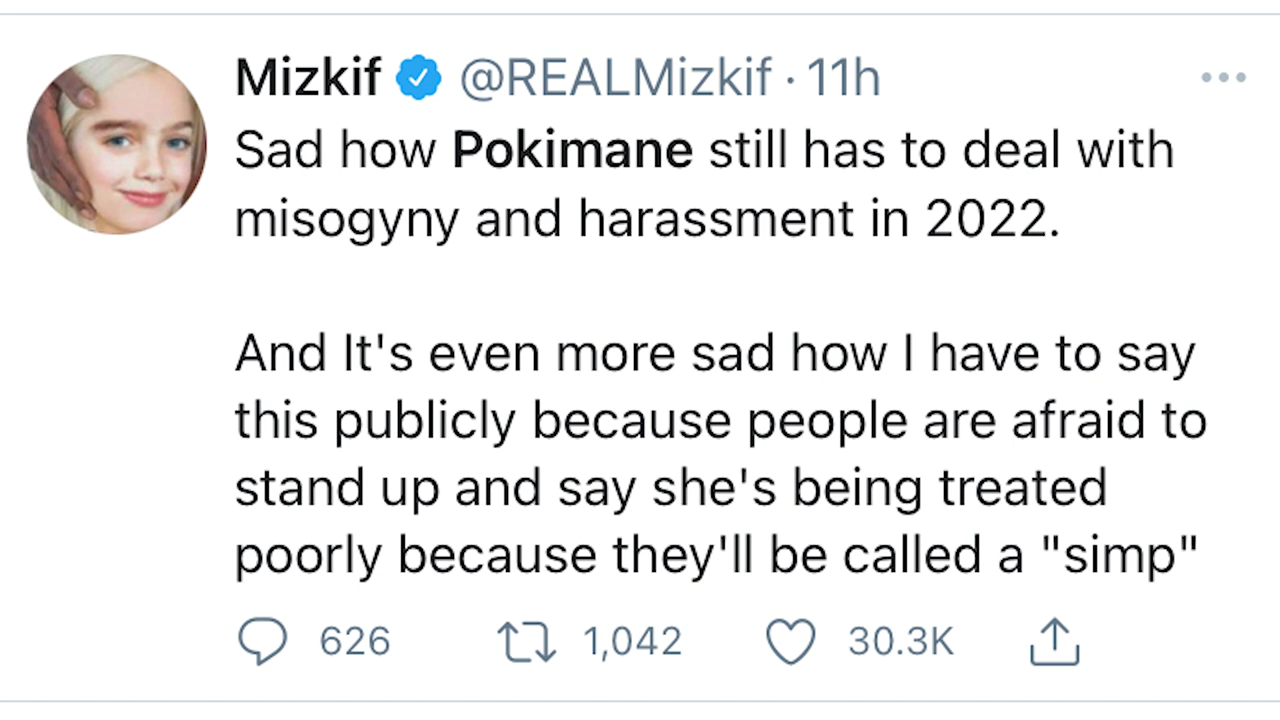 Mizkif @REALMizkif · 11h
Sad how Pokimane still has to deal with
misogyny and harassment in 2022.
And It's even more sad how I have to say
this publicly because people are afraid to
stand up and say she's being treated
poorly because they'll be called a "simp"
626 1,042 30.3K